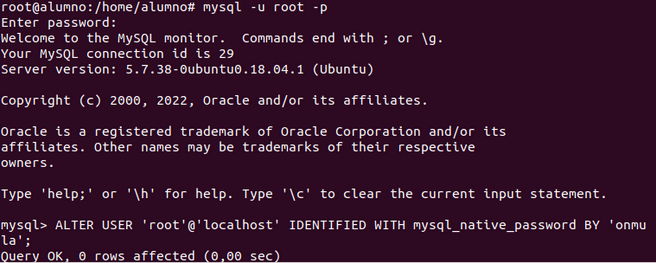 root@alumno:/home/alumno# mysql -u root -p
Enter password:
Welcome to the MySQL monitor.  Commands end with ; or \g.
Your MySQL connection id is 29
Server version: 5.7.38-0ubuntu0.18.04.1 (Ubuntu)
Copyright (c) 2000, 2022, Oracle and/or its affiliates.
Oracle is a registered trademark of Oracle Corporation and/or its
affiliates. Other names may be trademarks of their respective
owners.
Type 'help;' or '\h' for help. Type '\c' to clear the current input statement.
mysql> ALTER USER 'root'@'localhost' IDENTIFIED WITH mysql_native_password BY 'onmu
la';
Query OK, 0 rows affected (0,00 sec)